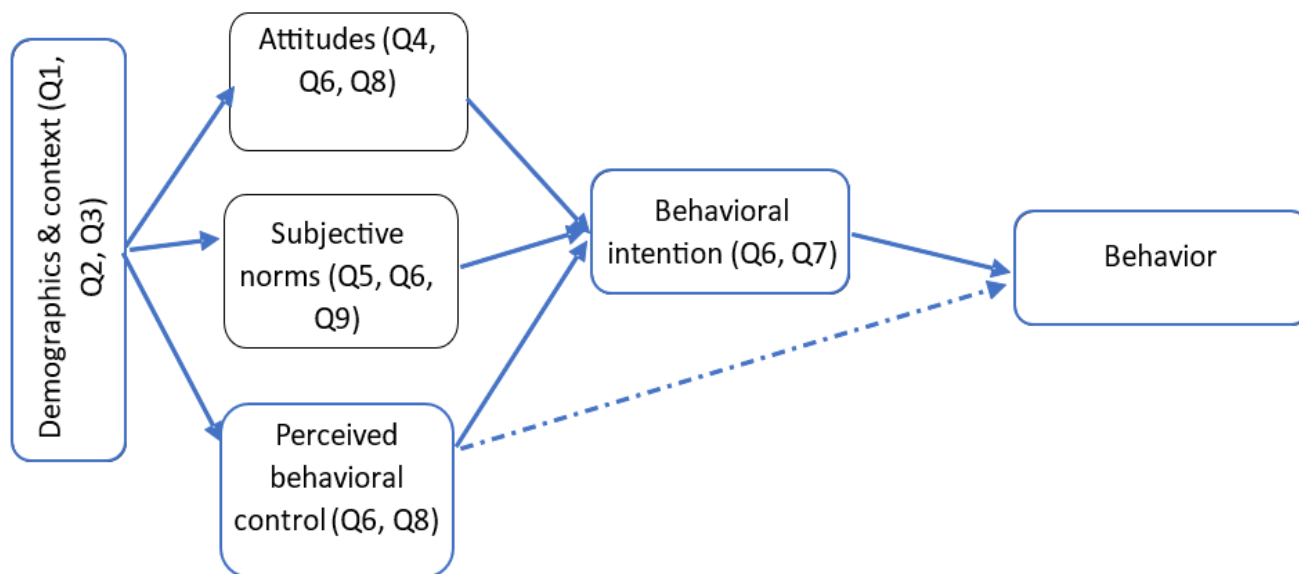 Demographics & context (Q1,
Q2, Q3)
Attitudes (Q4,
Q6, Q8)
Subjective
norms (Q5, Q6,
Q9)
Perceived
behavioral
control (Q6, Q8)
Behavioral
intention (Q6, Q7)
Behavior